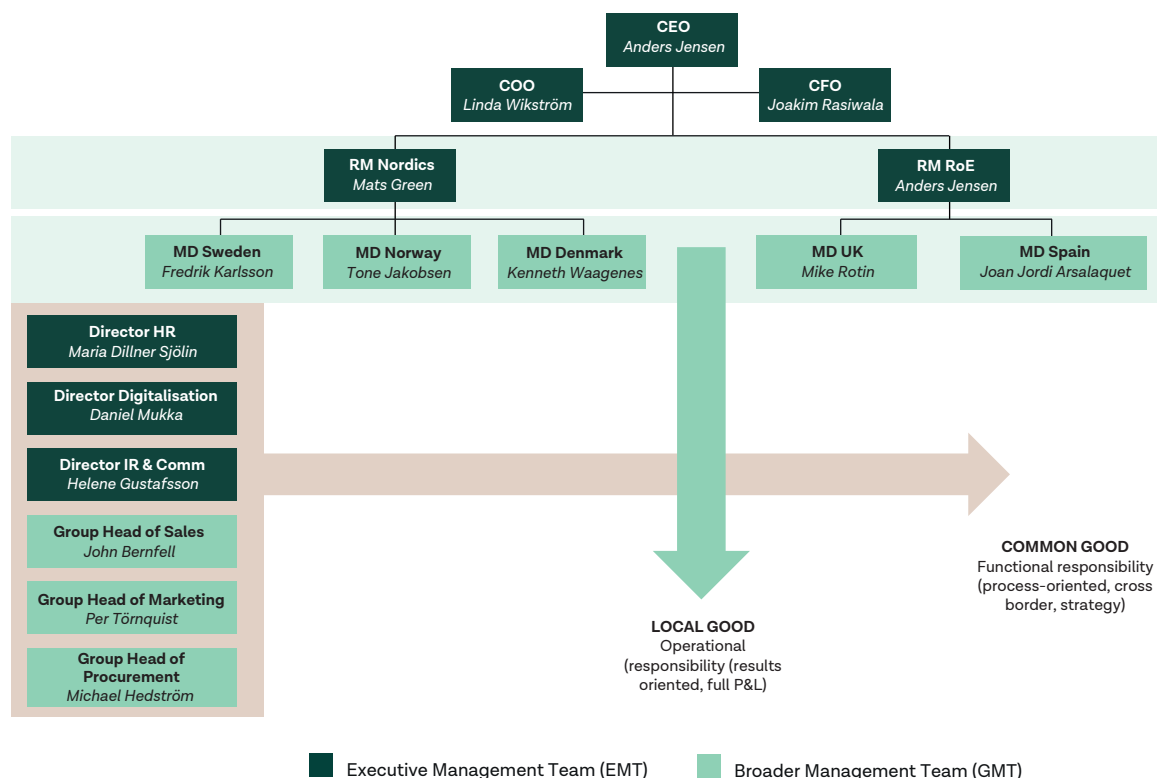 CEO
Anders Jensen
COO
Linda Wikström
CFO
Joakim Rasiwala
RM Nordics
Mats Green
RM RoE
Anders Jensen
MD Sweden
Fredrik Karlsson
MD Norway
Tone Jakobsen
MD Denmark
Kenneth Waagenes
MD UK
Mike Rotin
MD Spain
Joan Jordi Arsalaquet
Director HR
Maria Dillner Sjölin
Director Digitalisation
Daniel Mukka
Director IR & Comm
Helene Gustafsson
Group Head of Sales
John Bernfell
Group Head of Marketing
Per Törnquist
Group Head of
Procurement
Michael Hedström
COMMON GOOD
Functional responsibility
(process-oriented, cross
border, strategy)
LOCAL GOOD
Operational
(responsibility (results
oriented, full P&L)
Executive Management Team (EMT)
Broader Management Team (GMT)